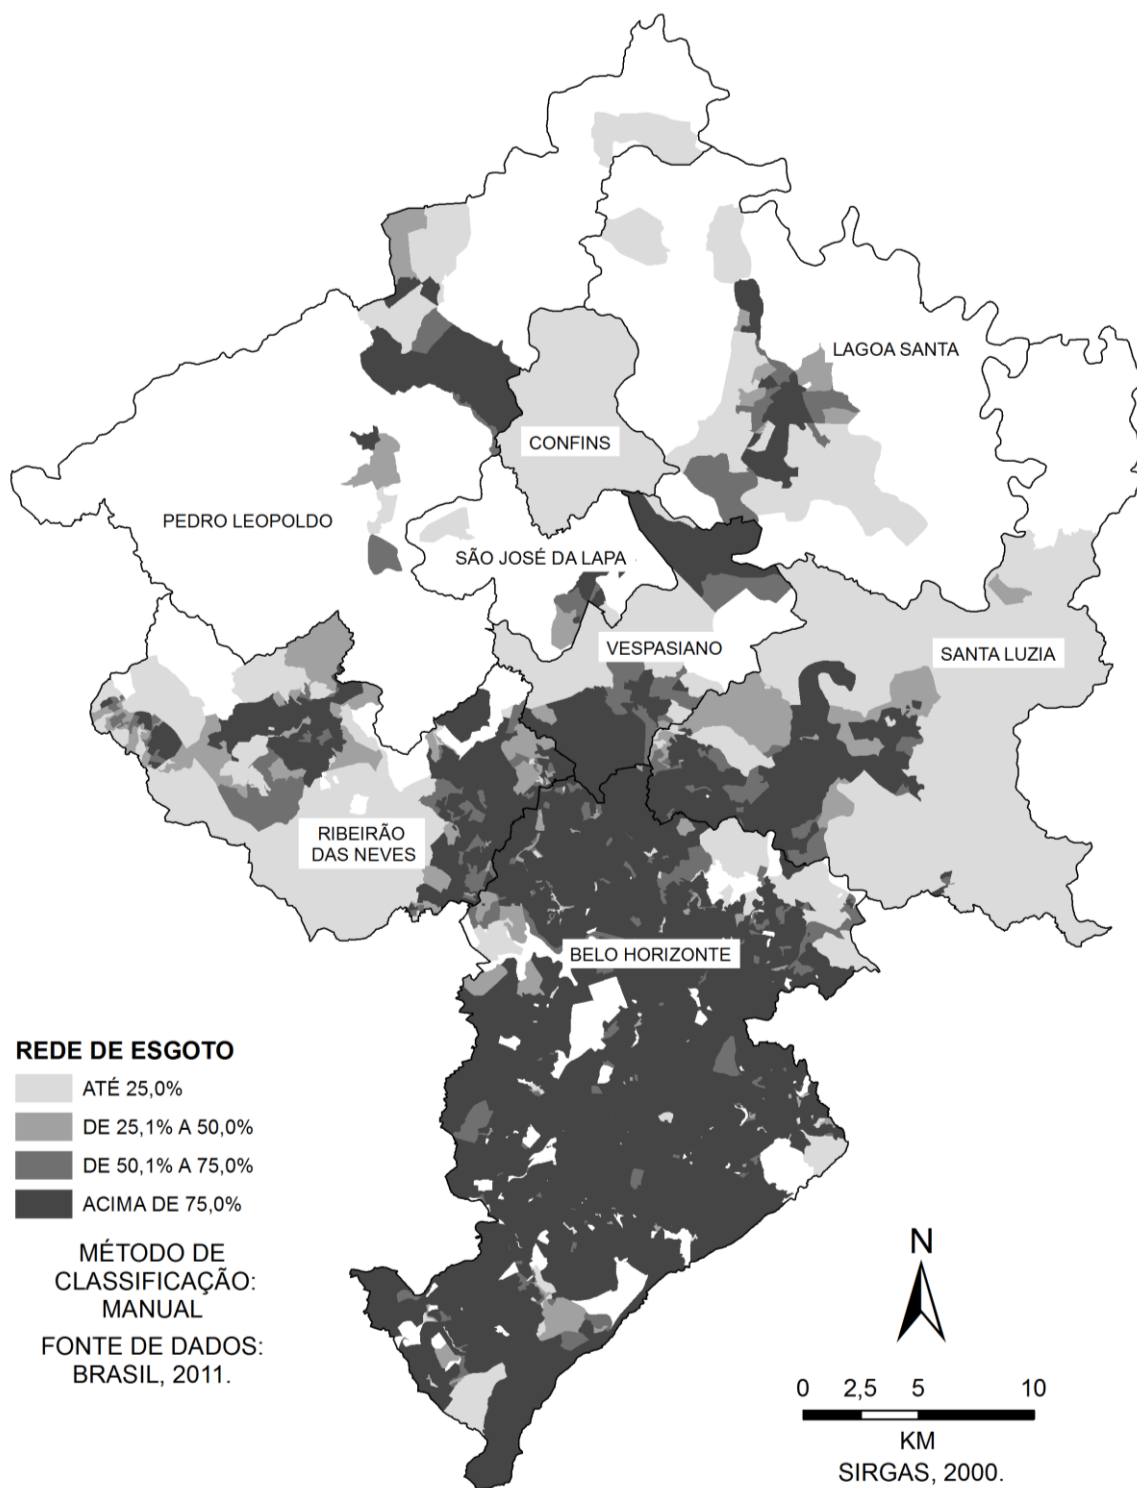 LAGOA SANTA
CONFINS
PEDRO LEOPOLDO
SÃO JOSÉ DA LAPA
VESPASIANO
SANTA LUZIA
RIBEIRÃO
DAS NEVES
BELO HORIZONTE
REDE DE ESGOTO
ATÉ 25,0%
DE 25,1% A 50,0%
DE 50,1% A 75,0%
ACIMA DE 75,0%
MÉTODO DE
CLASSIFICAÇÃO:
MANUAL
FONTE DE DADOS:
BRASIL, 2011.
N
0 2,5 5 10
KM
SIRGAS, 2000.